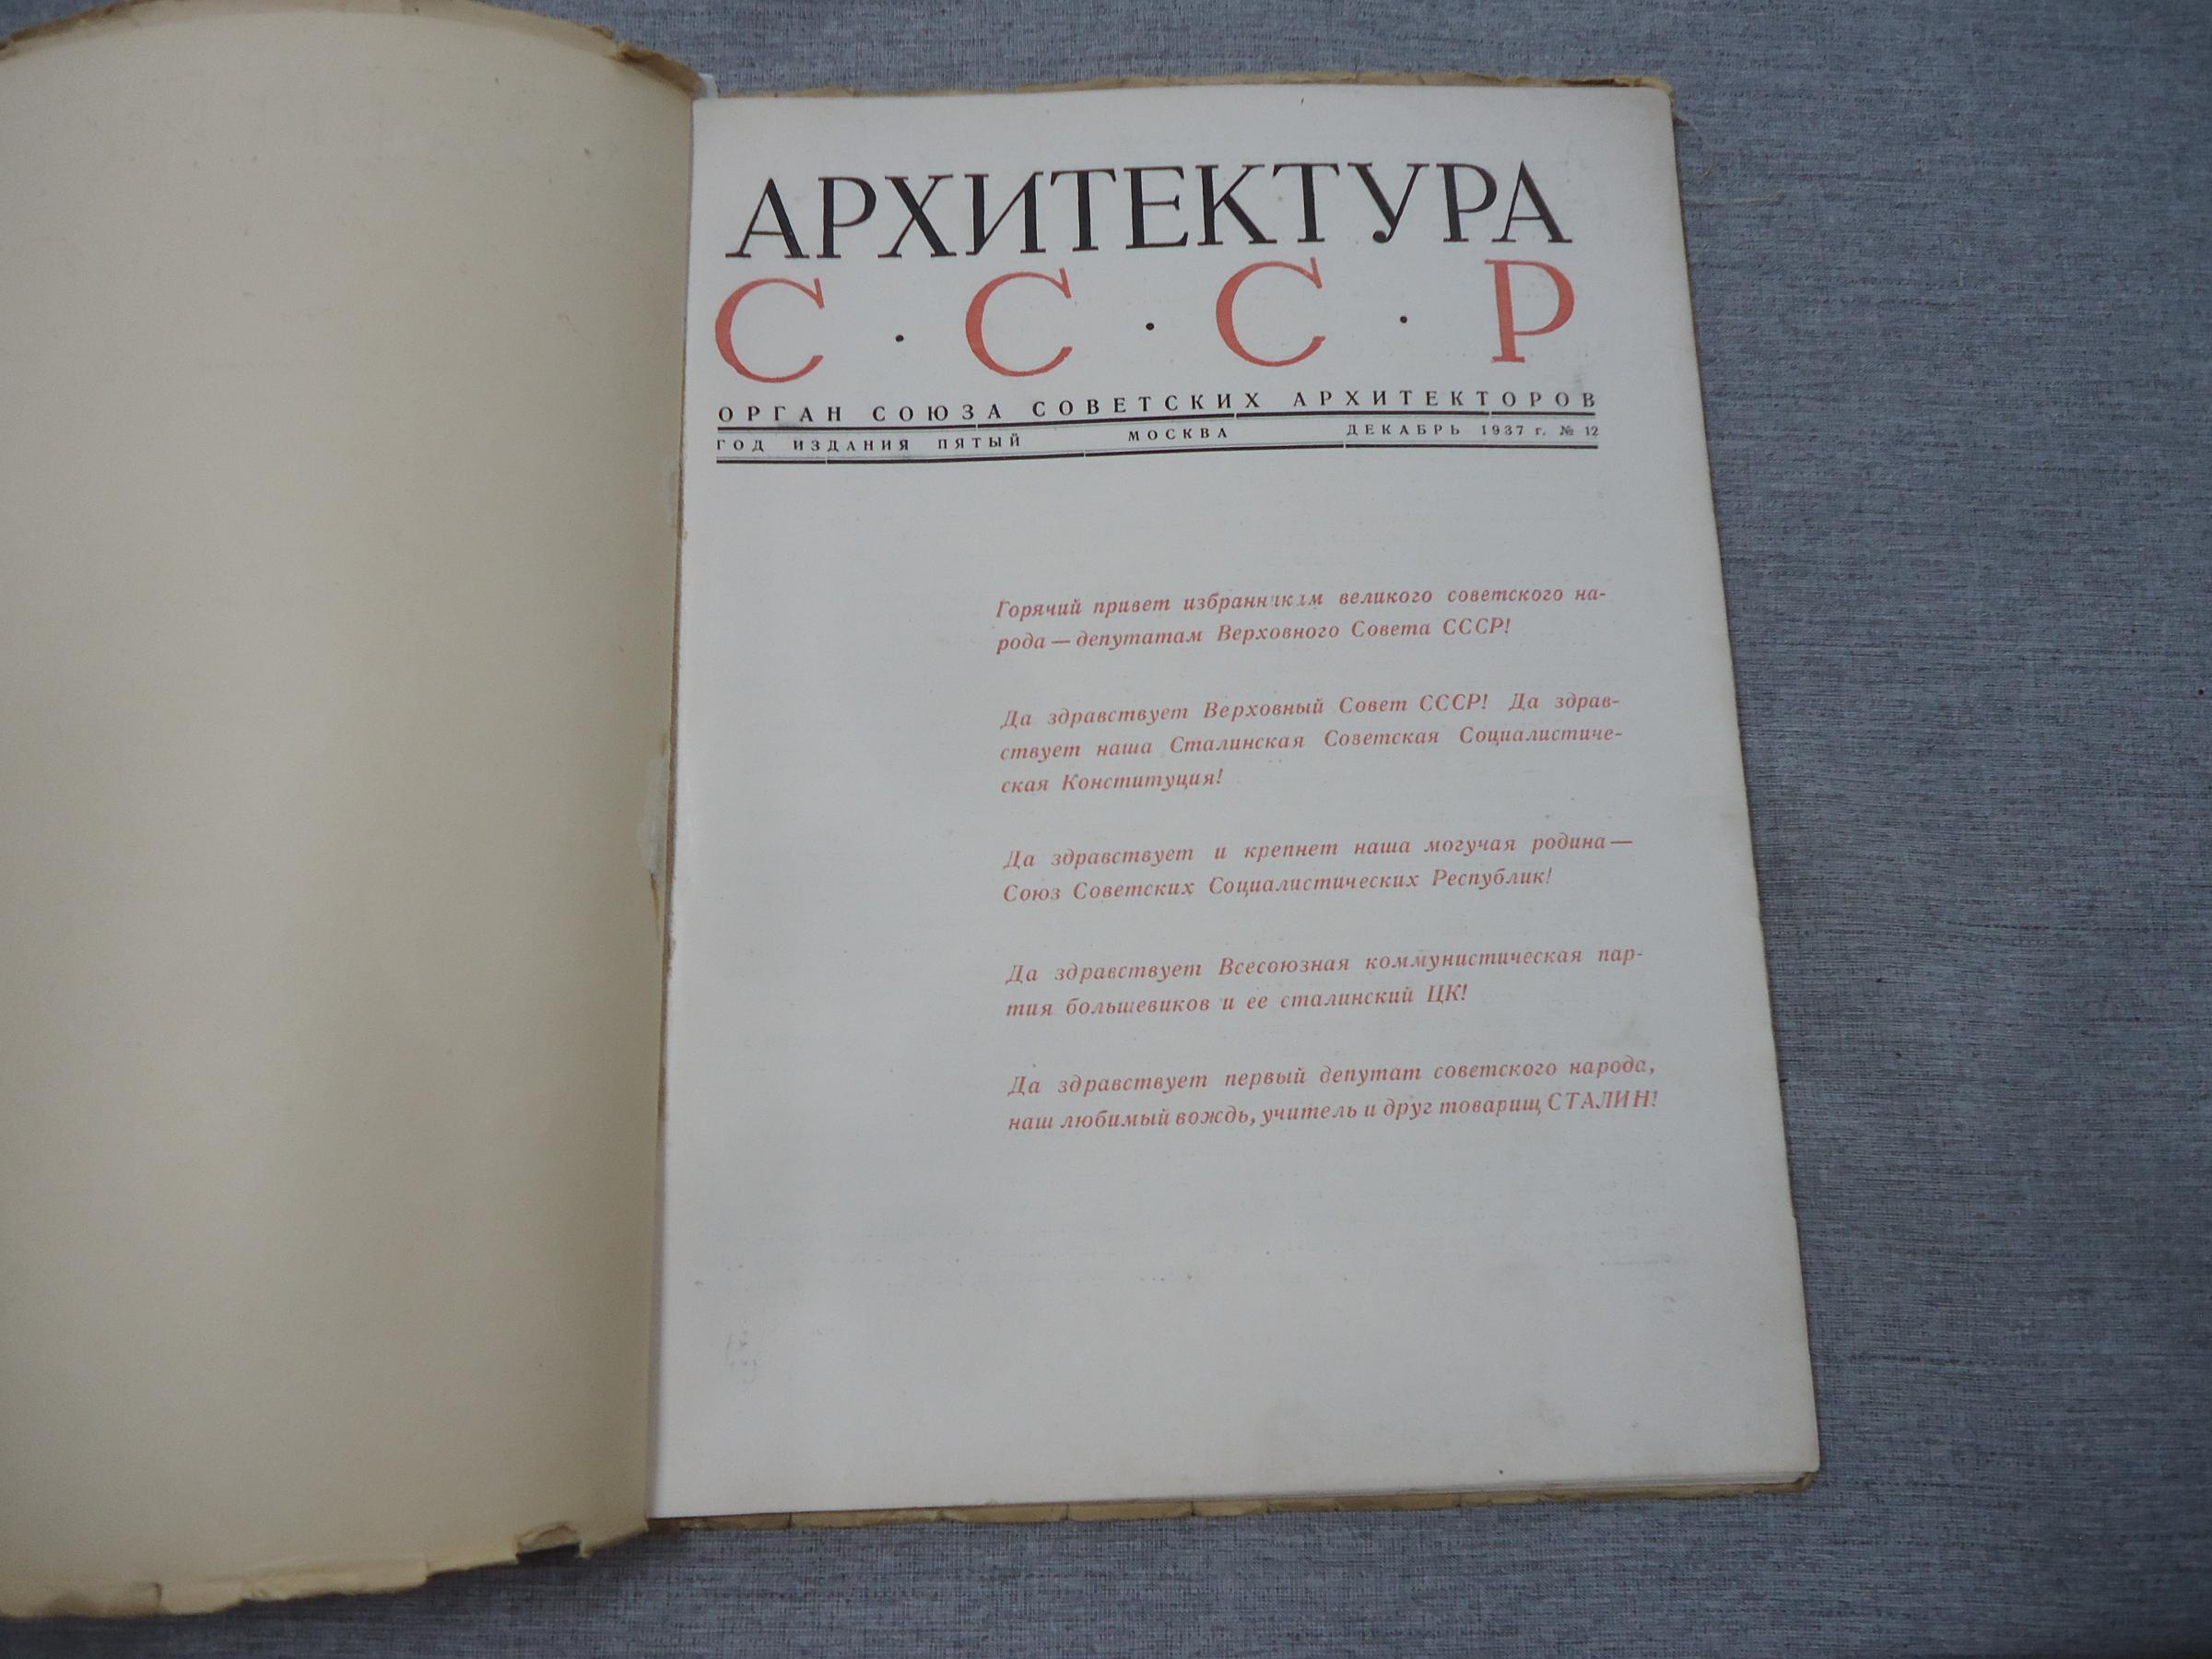 АРХИТЕКТУРА
С · С · С · Р
ОРГАН СОЮЗА СОВЕТСКИХ АРХИТЕКТОРОВ
ГОД ИЗДАНИЯ ПЯТЫЙ МОСКВА ДЕКАБРЬ 1937 г. № 12
Горячий привет избранникам великого советского на-
рода — депутатам Верховного Совета СССР!
Да здравствует Верховный Совет СССР! Да здрав-
ствует наша Сталинская Советская Социалистиче-
ская Конституция!
Да здравствует и крепнет наша могучая родина —
Союз Советских Социалистических Республик!
Да здравствует Всесоюзная коммунистическая пар-
тия большевиков и ее сталинский ЦК!
Да здравствует первый депутат советского народа,
наш любимый вождь, учитель и друг товарищ СТАЛИН!